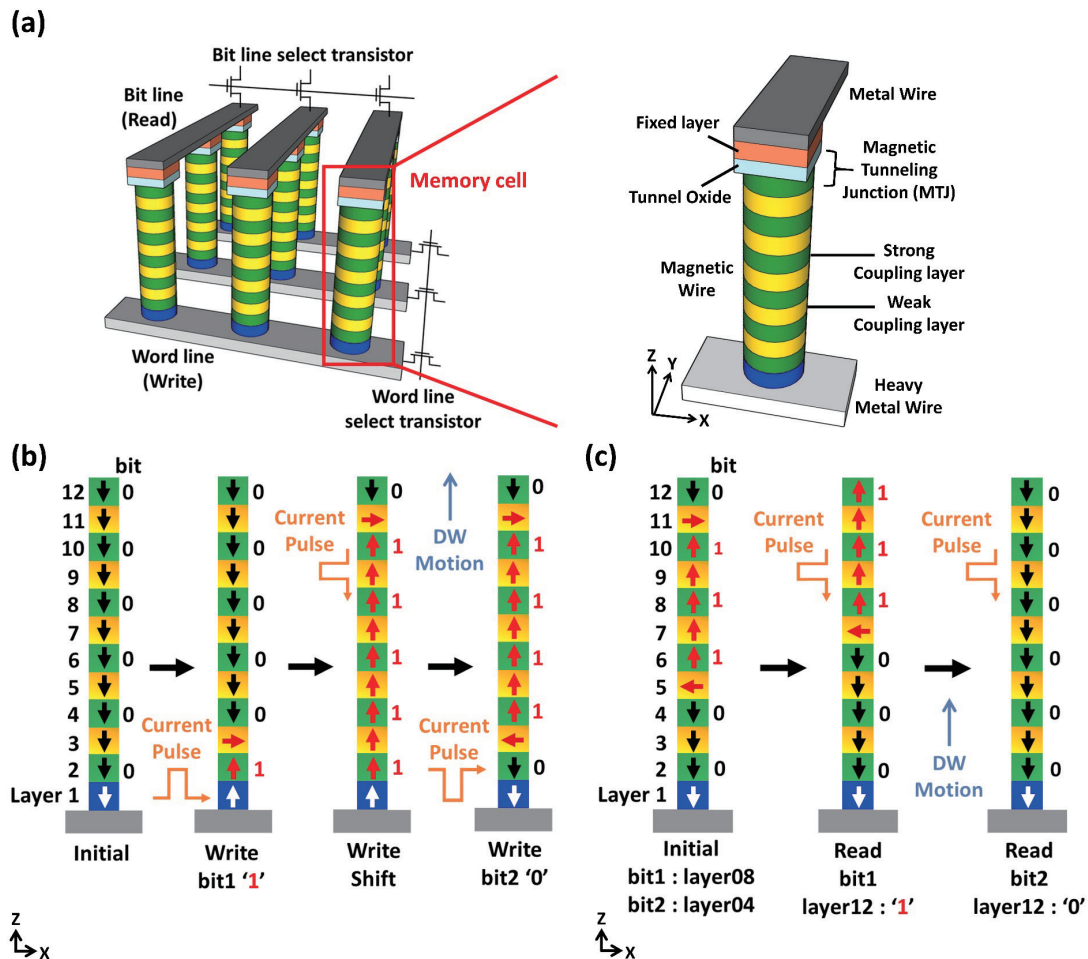 (a)
Bit line select transistor
Bit line
(Read)
Memory cell
Word line
(Write)
Word line
select transistor
Metal Wire
Fixed layer
Magnetic
Tunneling
Junction (MTJ)
Tunnel Oxide
Strong
Coupling layer
Magnetic
Wire
Weak
Coupling layer
Z
Y
X
Heavy
Metal Wire
(b)
bit
12 0 0 0 0
11
10 0 0 1 1
9
8 0 0 1 1
7
6 0 0 1 1
5
4 0 0 1 1
3
2 0 1 1 0
Layer 1
Current
Pulse
Current
Pulse
DW
Motion
Current
Pulse
Initial
Write
bit1 ‘1’
Write
Shift
Write
bit2 ‘0’
Z
X
(c)
bit
12 0 1 0
11
10 1 1 0
9
8 1 1 0
7
6 1 0 0
5
4 0 0 0
3
2 0 0 0
Layer 1
Current
Pulse
Current
Pulse
DW
Motion
Initial
bit1 : layer08
bit2 : layer04
Read
bit1
layer12 : ‘1’
Read
bit2
layer12 : ‘0’
Z
X